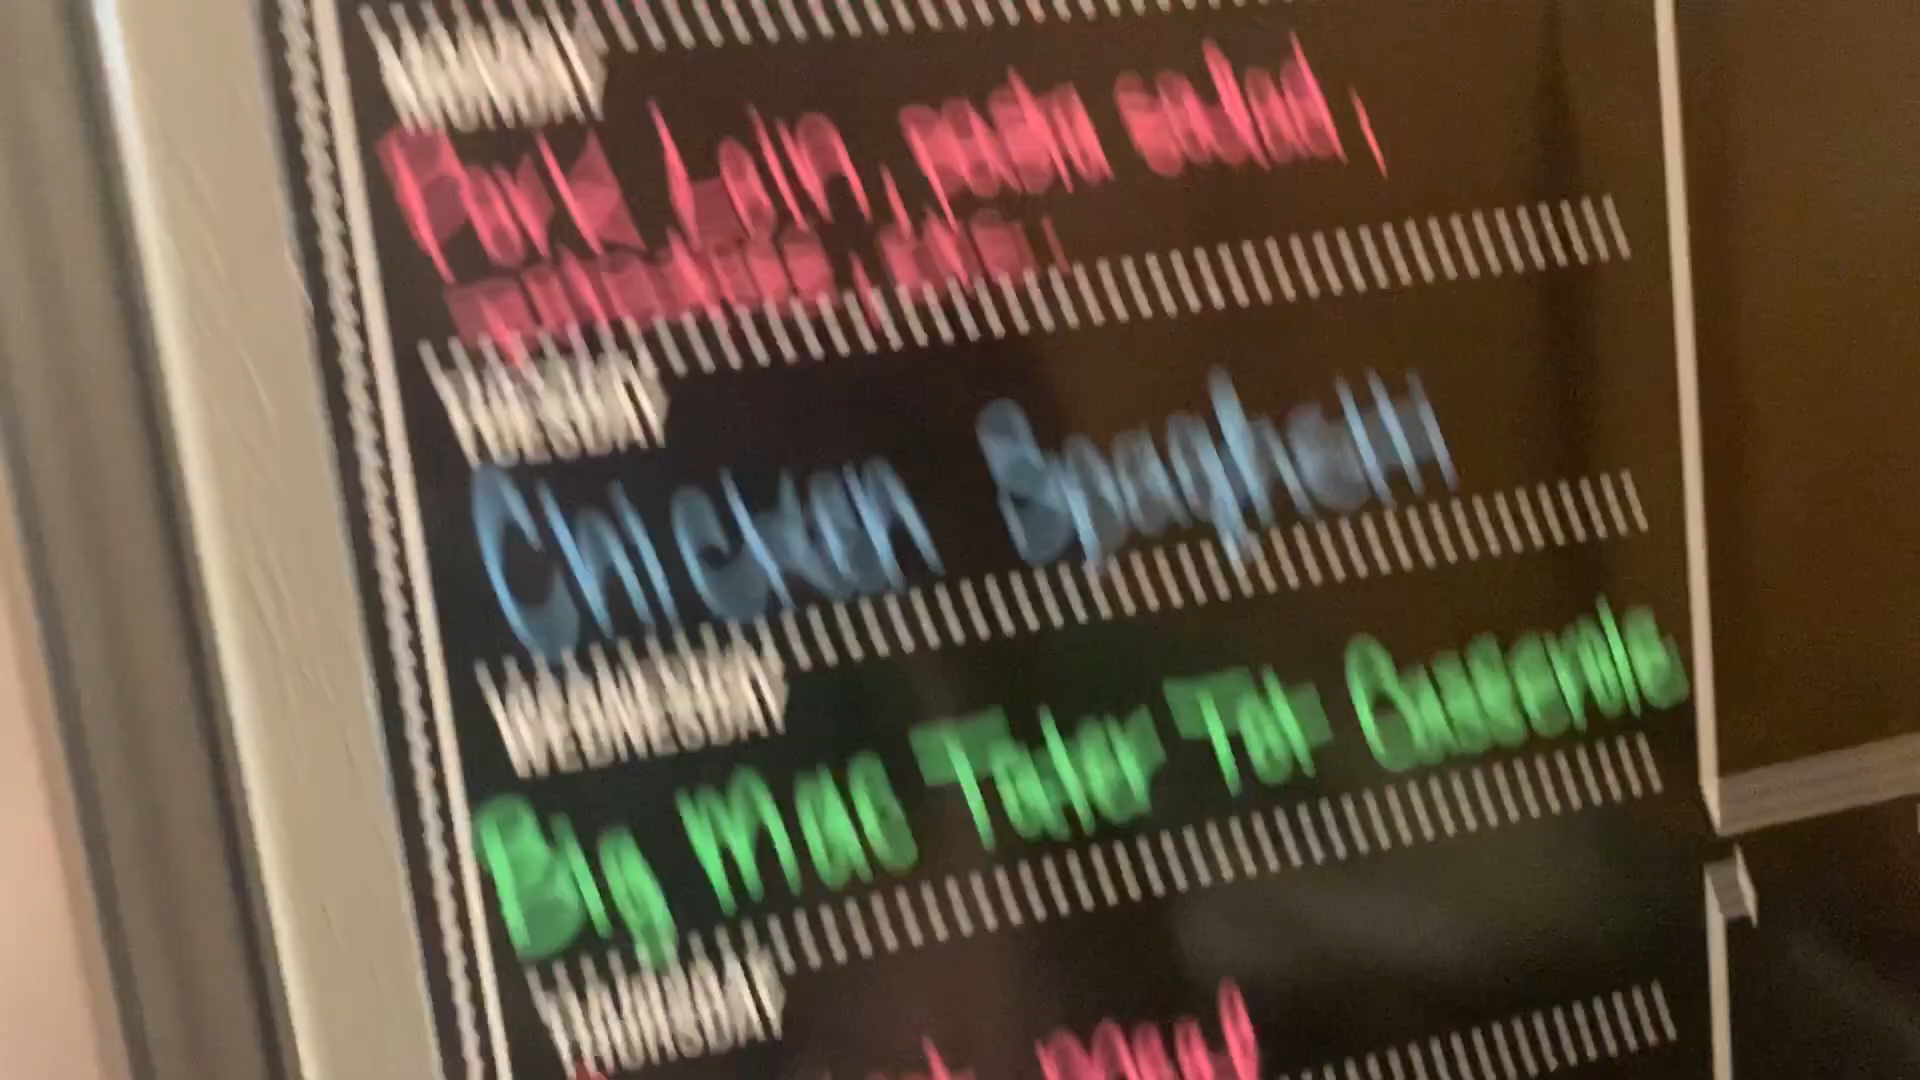 MONDAY
Pork Loin, pasta salad,
TUESDAY
Chicken Spaghetti
WEDNESDAY
Big Mac Tater Tot Casserole
THURSDAY